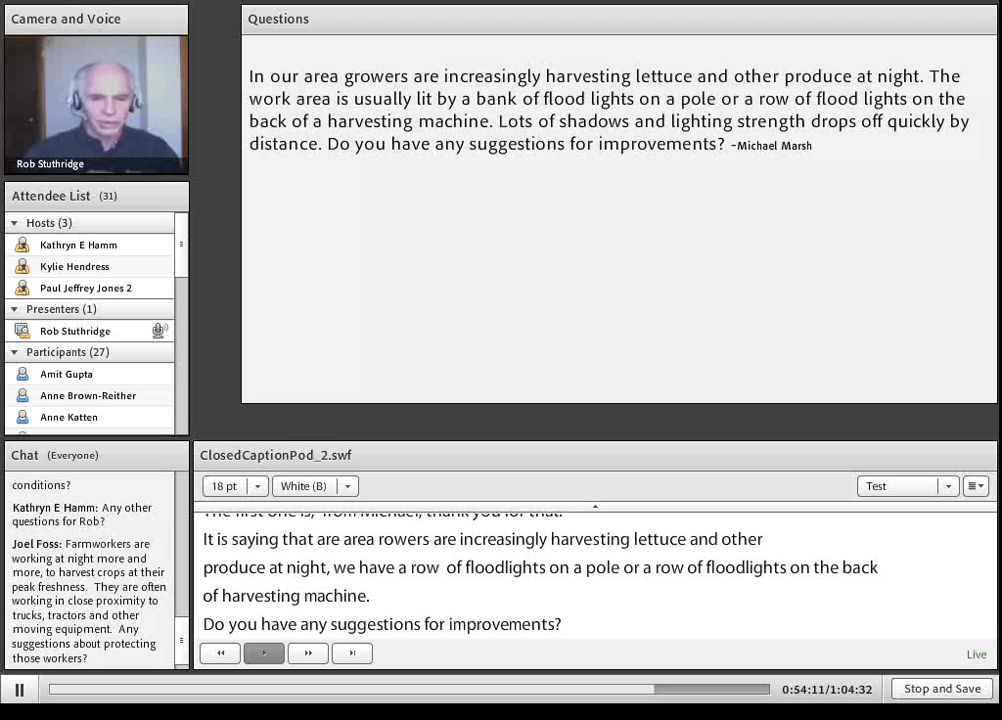 Camera and Voice
Rob Stuthridge
Questions
In our area growers are increasingly harvesting lettuce and other produce at night. The
work area is usually lit by a bank of flood lights on a pole or a row of flood lights on the
back of a harvesting machine. Lots of shadows and lighting strength drops off quickly by
distance. Do you have any suggestions for improvements? -Michael Marsh
Attendee List (31)
Hosts (3)
Kathryn E Hamm
Kylie Hendress
Paul Jeffrey Jones 2
Presenters (1)
Rob Stuthridge
Participants (27)
Amit Gupta
Anne Brown-Reither
Anne Katten
Chat (Everyone)
conditions?
Kathryn E Hamm: Any other
questions for Rob?
Joel Foss: Farmworkers are
working at night more and
more, to harvest crops at their
peak freshness. They are often
working in close proximity to
trucks, tractors and other
moving equipment. Any
suggestions about protecting
those workers?
ClosedCaptionPod_2.swf
18 pt
White (B)
Test
The first one is, from Michael, thank you for that.
It is saying that are area rowers are increasingly harvesting lettuce and other
produce at night, we have a row of floodlights on a pole or a row of floodlights on the back
of harvesting machine.
Do you have any suggestions for improvements?
Live
0:54:11/1:04:32
Stop and Save